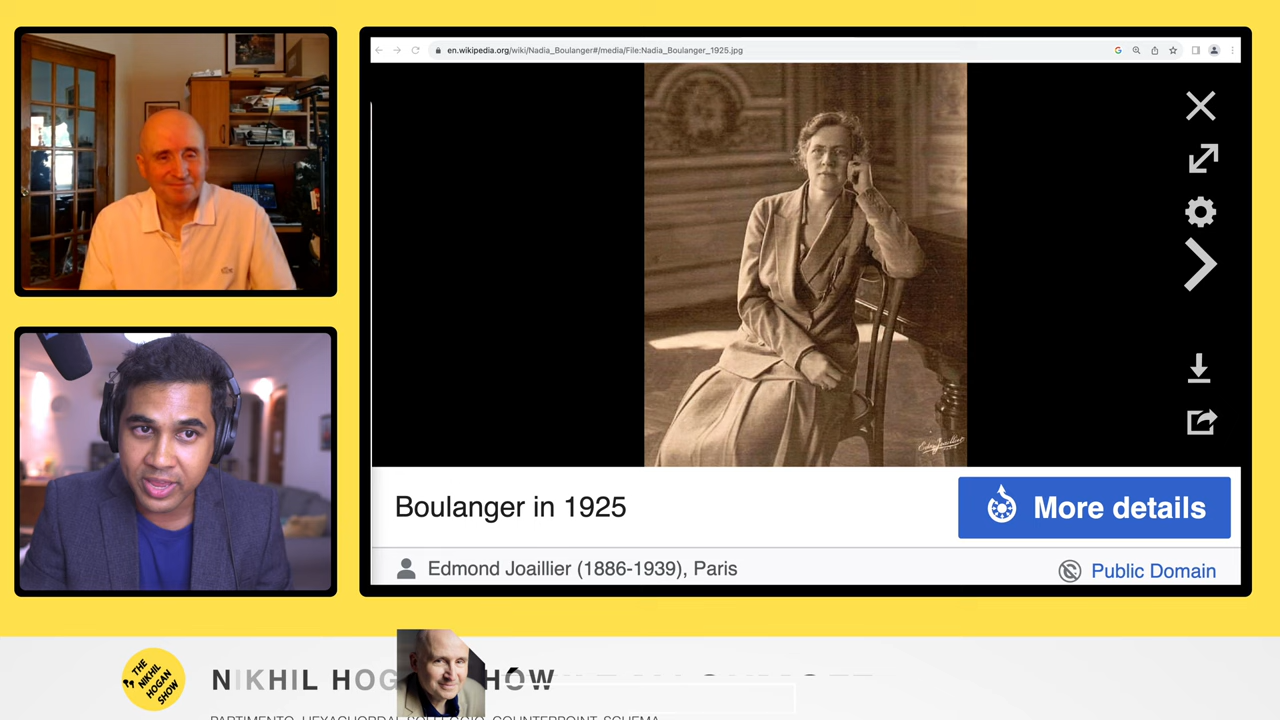 en.wikipedia.org/wiki/Nadia_Boulanger#/media/File:Nadia_Boulanger_1925.jpg
Boulanger in 1925
More details
Edmond Joaillier (1886-1939), Paris
Public Domain
THE
NIKHIL
HOGAN
SHOW
NIKHIL HOG HOW